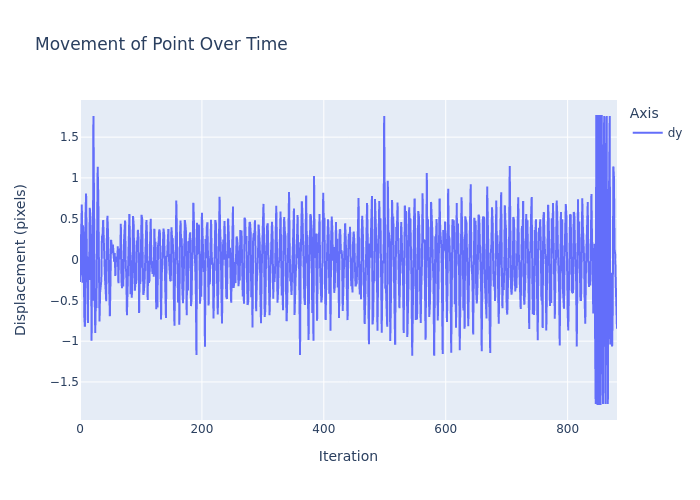 Movement of Point Over Time
Axis
dy
1.5
1
0.5
0
−0.5
−1
−1.5
Displacement (pixels)
0 200 400 600 800
Iteration